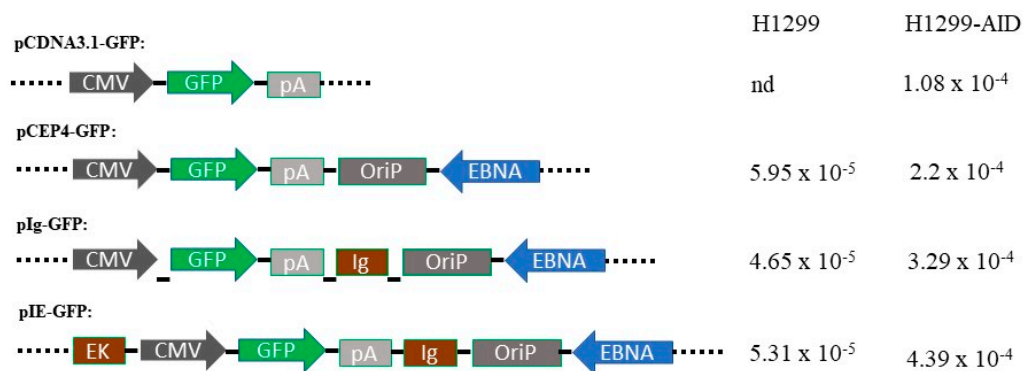 H1299 H1299-AID
pCDNA3.1-GFP:
CMV GFP pA nd 1.08 x 10-4
pCEP4-GFP:
CMV GFP pA OriP EBNA 5.95 x 10-5 2.2 x 10-4
pIg-GFP:
CMV GFP pA Ig OriP EBNA 4.65 x 10-5 3.29 x 10-4
pIE-GFP:
EK CMV GFP pA Ig OriP EBNA 5.31 x 10-5 4.39 x 10-4